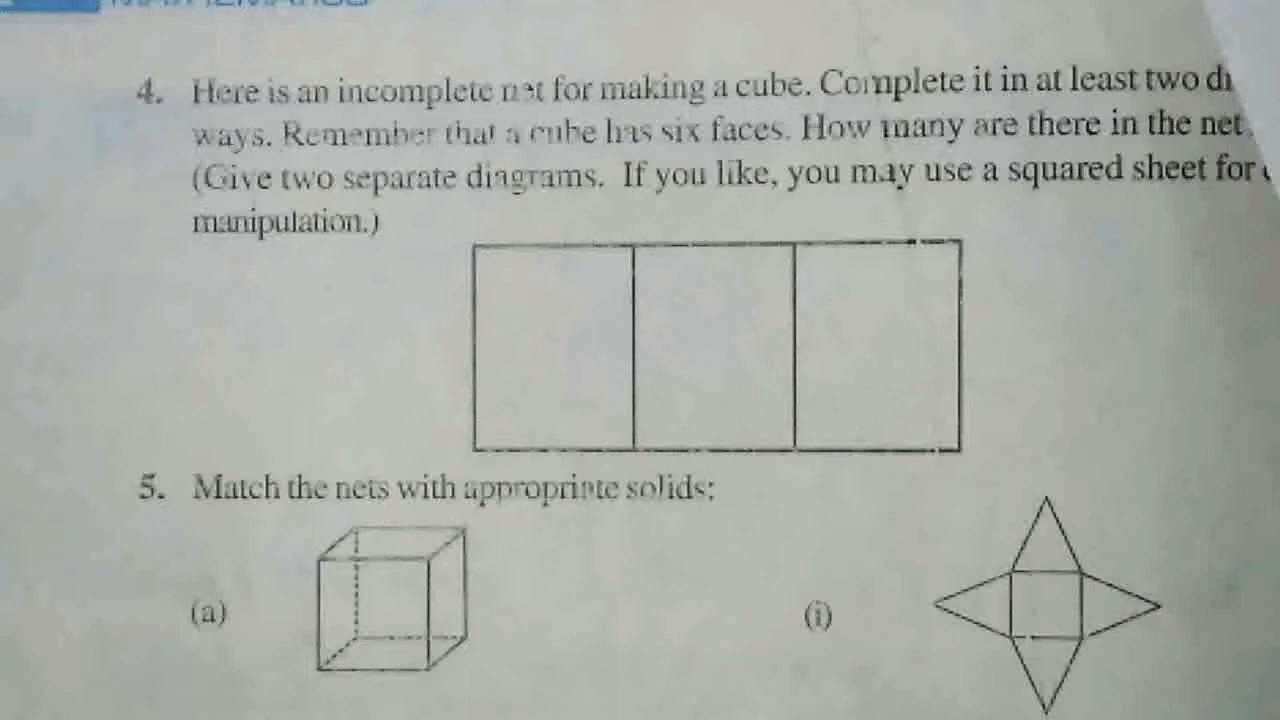 4. Here is an incomplete net for making a cube. Complete it in at least two
ways. Remember that a cube has six faces. How many are there in the net
(Give two separate diagrams. If you like, you may use a squared sheet for
manipulation.)
5. Match the nets with appropriate solids:
(a)
(i)